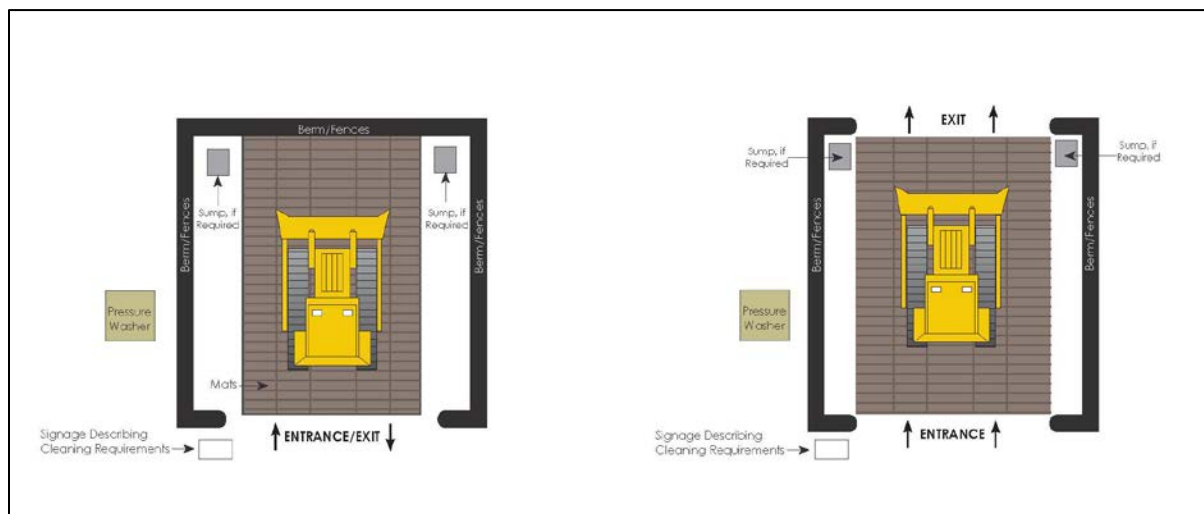 Berm/Fences
Sump, if
Required
Sump, if
Required
Berm/Fences
Berm/Fences
Pressure
Washer
Mats
Signage Describing
Cleaning Requirements
ENTRANCE/EXIT
EXIT
Sump, if
Required
Sump, if
Required
Berm/Fences
Berm/Fences
Pressure
Washer
Signage Describing
Cleaning Requirements
ENTRANCE